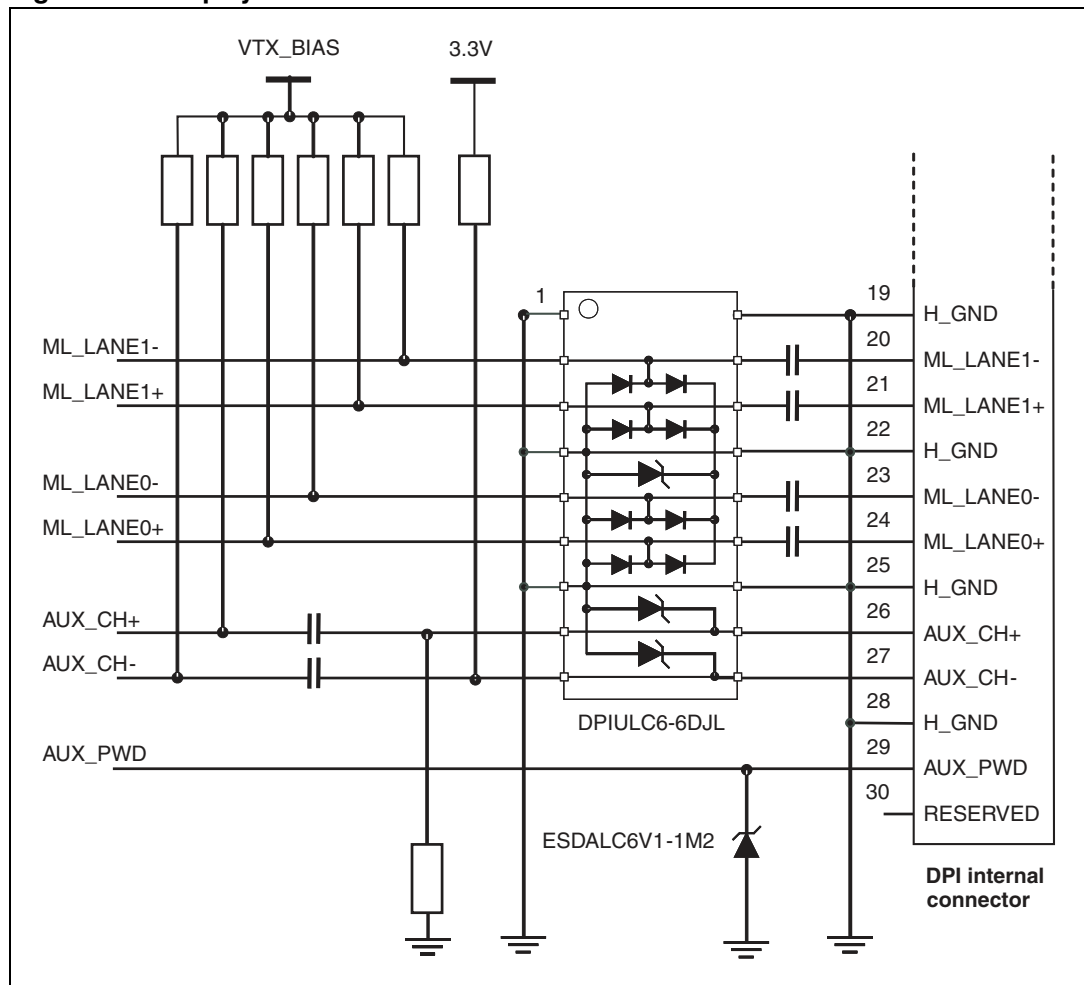 VTX_BIAS
3.3V
1
19
H_GND
20
ML_LANE1-
ML_LANE1-
21
ML_LANE1+
ML_LANE1+
22
H_GND
23
ML_LANE0-
ML_LANE0-
24
ML_LANE0+
ML_LANE0+
25
H_GND
26
AUX_CH+
AUX_CH+
27
AUX_CH-
AUX_CH-
28
DPIULC6-6DJL
H_GND
29
AUX_PWD
AUX_PWD
30
RESERVED
ESDALC6V1-1M2
DPI internal
connector